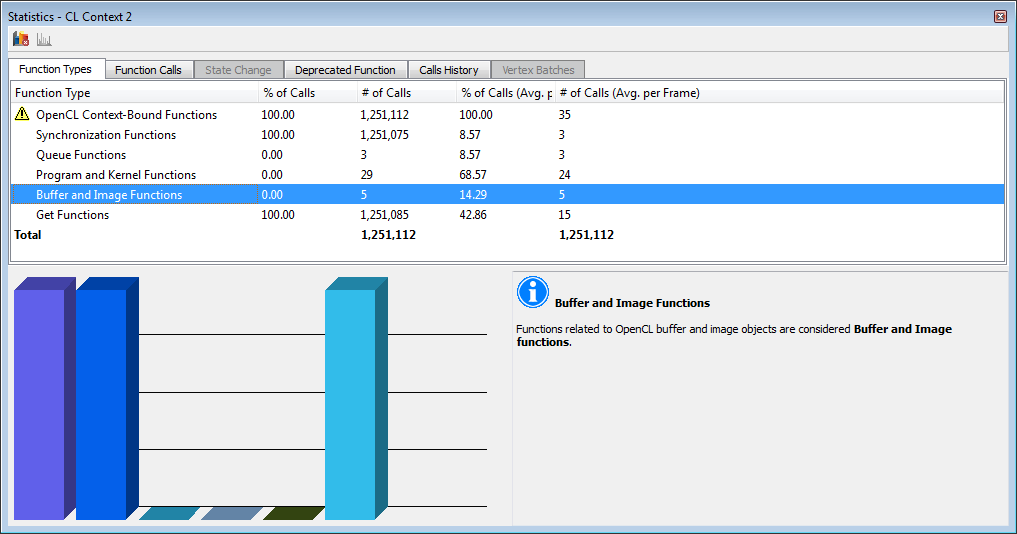 Statistics - CL Context 2
Function Types Function Calls State Change Deprecated Function Calls History Vertex Batches
Function Type % of Calls # of Calls % of Calls (Avg. p # of Calls (Avg. per Frame)
OpenCL Context-Bound Functions 100.00 1,251,112 100.00 35
Synchronization Functions 100.00 1,251,075 8.57 3
Queue Functions 0.00 3 8.57 3
Program and Kernel Functions 0.00 29 68.57 24
Buffer and Image Functions 0.00 5 14.29 5
Get Functions 100.00 1,251,085 42.86 15
Total 1,251,112 1,251,112
Buffer and Image Functions
Functions related to OpenCL buffer and image objects are considered Buffer and Image
functions.